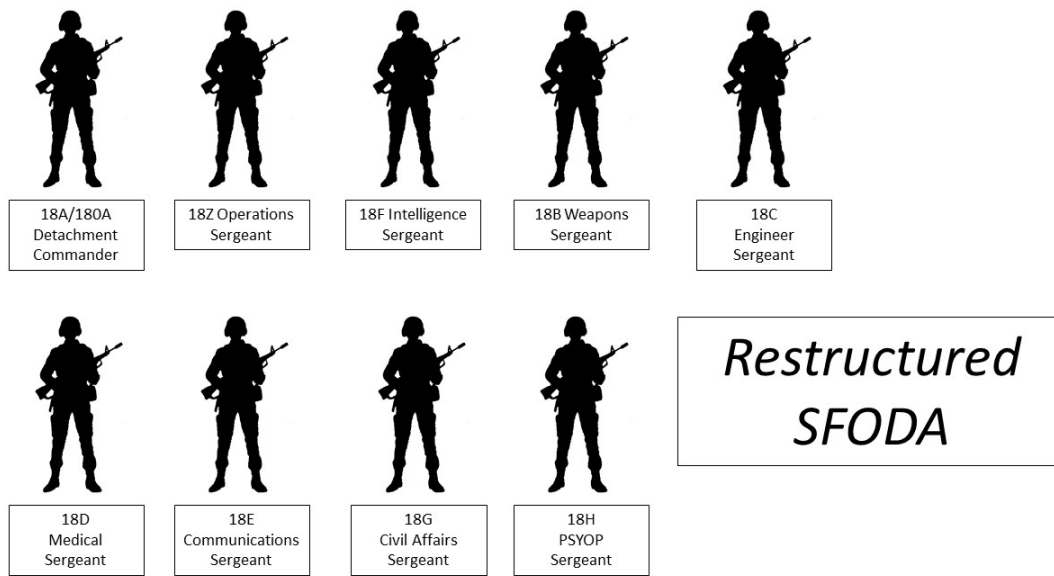 18A/180A
Detachment
Commander
18Z Operations
Sergeant
18F Intelligence
Sergeant
18B Weapons
Sergeant
18C
Engineer
Sergeant
18D
Medical
Sergeant
18E
Communications
Sergeant
18G
Civil Affairs
Sergeant
18H
PSYOP
Sergeant
Restructured
SFODA